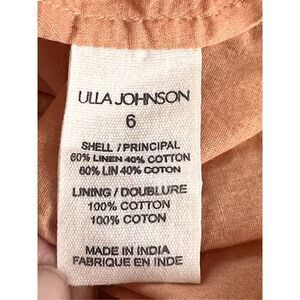 ULLA JOHNSON
6
SHELL / PRINCIPAL
60% LINEN 40% COTTON
60% LIN 40% COTON
LINING / DOUBLURE
100% COTTON
100% COTON
MADE IN INDIA
FABRIQUE EN INDE